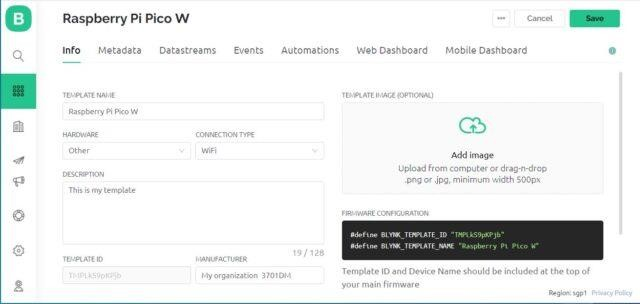 B
Raspberry Pi Pico W
Cancel
Save
Info Metadata Datastreams Events Automations Web Dashboard Mobile Dashboard
TEMPLATE NAME
Raspberry Pi Pico W
HARDWARE
CONNECTION TYPE
Other
WiFi
DESCRIPTION
This is my template
19 / 128
TEMPLATE ID
MANUFACTURER
TMPLkS9pKPjb
My organization 3701DM
TEMPLATE IMAGE (OPTIONAL)
Add image
Upload from computer or drag-n-drop
.png or .jpg, minimum width 500px
FIRMWARE CONFIGURATION
#define BLYNK_TEMPLATE_ID "TMPLkS9pKPjb"
#define BLYNK_TEMPLATE_NAME "Raspberry Pi Pico W"
Template ID and Device Name should be included at the top of
your main firmware
Region: sgp1 Privacy Policy